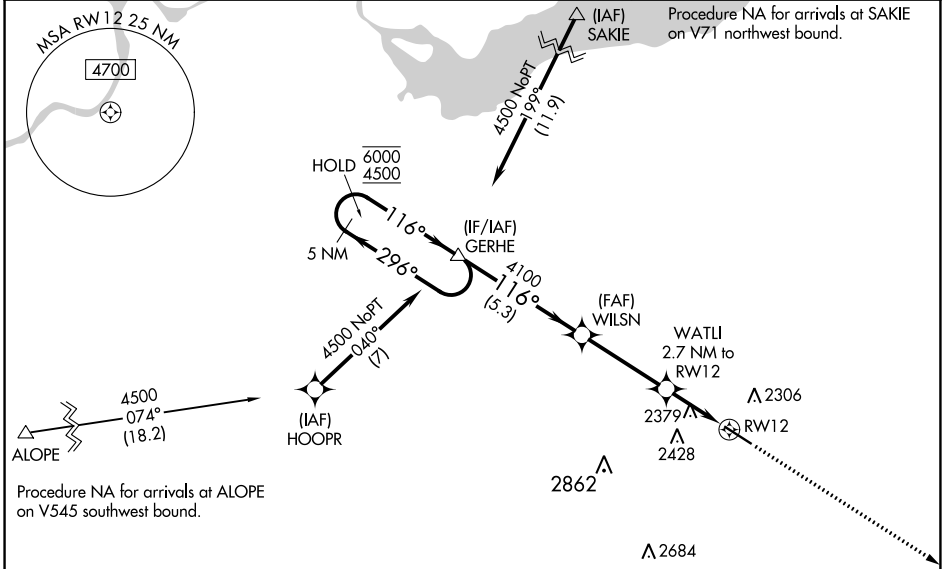 MSA RW12 25 NM
4700
(IAF)
SAKIE
Procedure NA for arrivals at SAKIE
on V71 northwest bound.
4500 NoPT
199°
(11.9)
HOLD
6000
4500
116°
5 NM
296°
(IF/IAF)
GERHE
4100
116°
(5.3)
(FAF)
WILSN
WATLI
2.7 NM to
RW12
4500 NoPT
040°
(7)
(IAF)
HOOPR
4500
074°
(18.2)
ALOPE
2306
2379
RW12
2428
2862
2684
Procedure NA for arrivals at ALOPE
on V545 southwest bound.